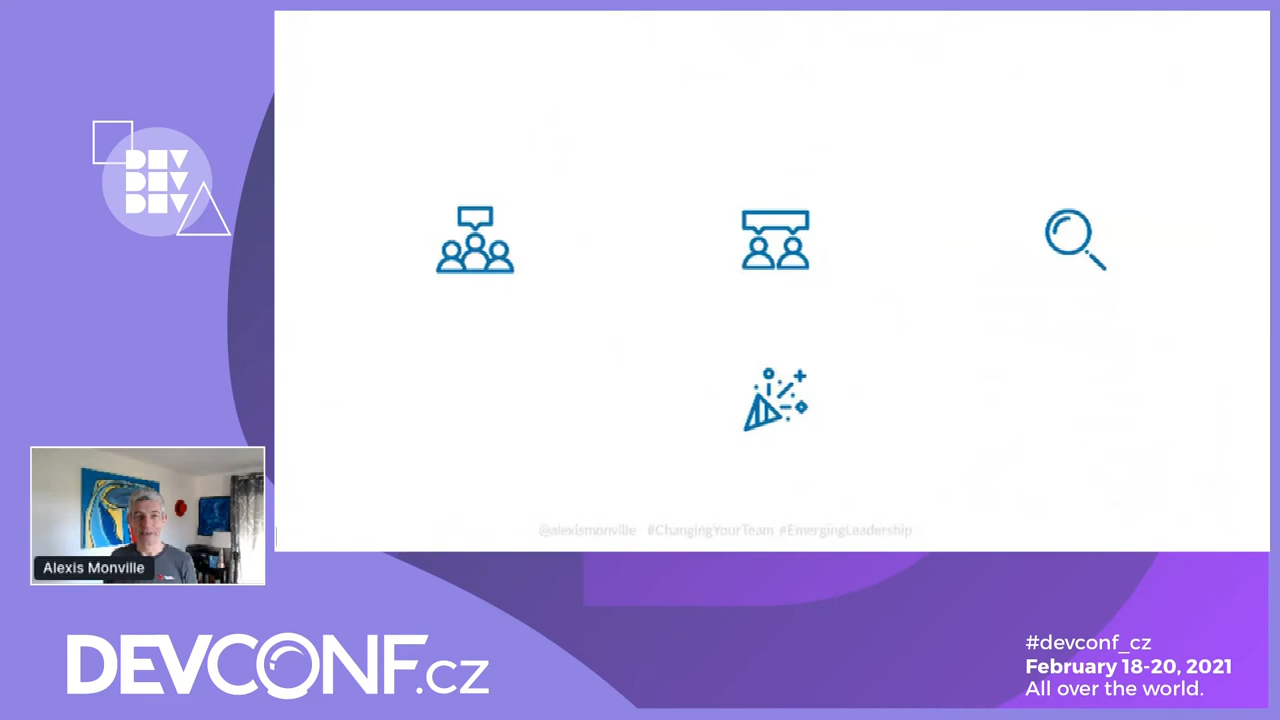 DEV
DEV
DEV
@alexismonville #ChangingYourTeam #EmergingLeadership
Alexis Monville
DEVCONF.cz
#devconf_cz
February 18-20, 2021
All over the world.